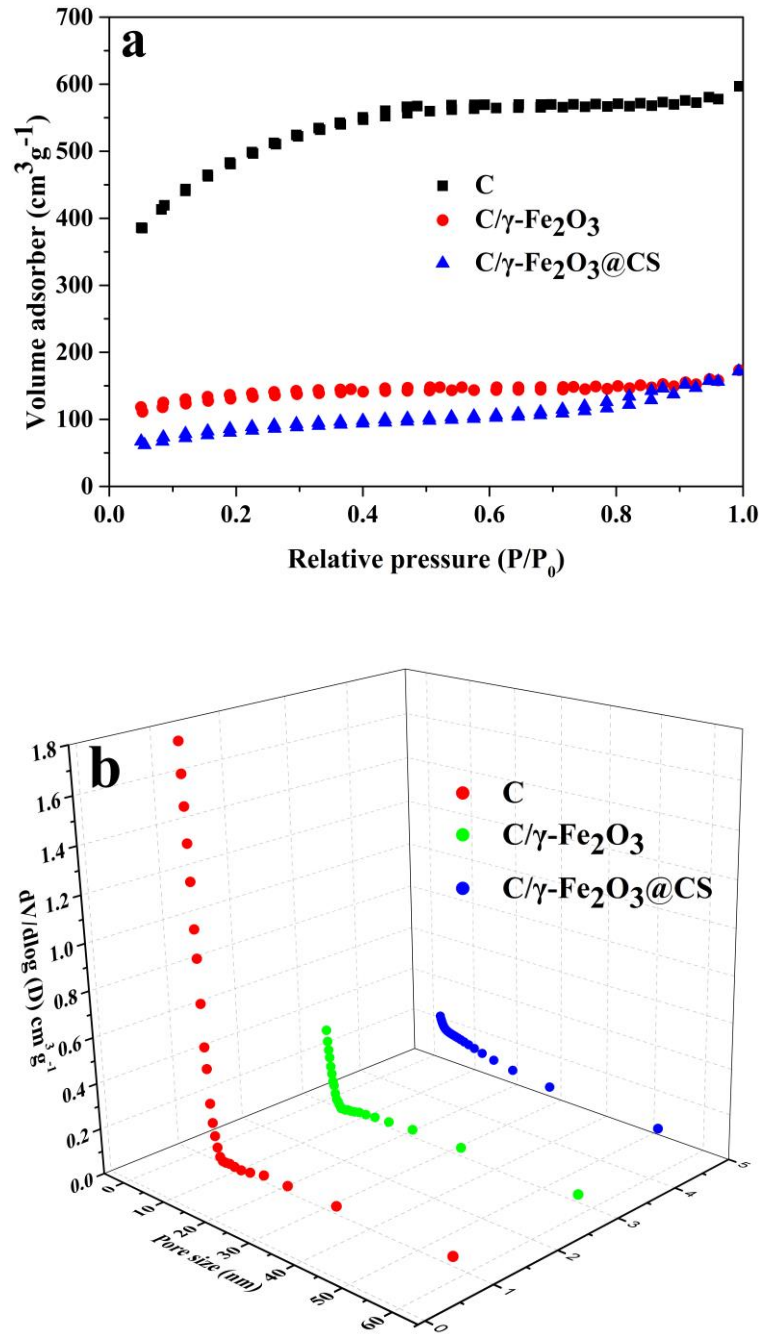 a
700
600
500
400
300
200
100
0
Volume adsorber (cm³g⁻¹)
C
C/γ-Fe₂O₃
C/γ-Fe₂O₃@CS
0.0 0.2 0.4 0.6 0.8 1.0
Relative pressure (P/P₀)
b
1.8
1.6
1.4
1.2
1.0
0.8
0.6
0.4
0.2
0.0
dV/dlog (D) cm³g⁻¹
C
C/γ-Fe₂O₃
C/γ-Fe₂O₃@CS
0 10 20 30 40 50 60
Pore size (nm)
0 1 2 3 4 5